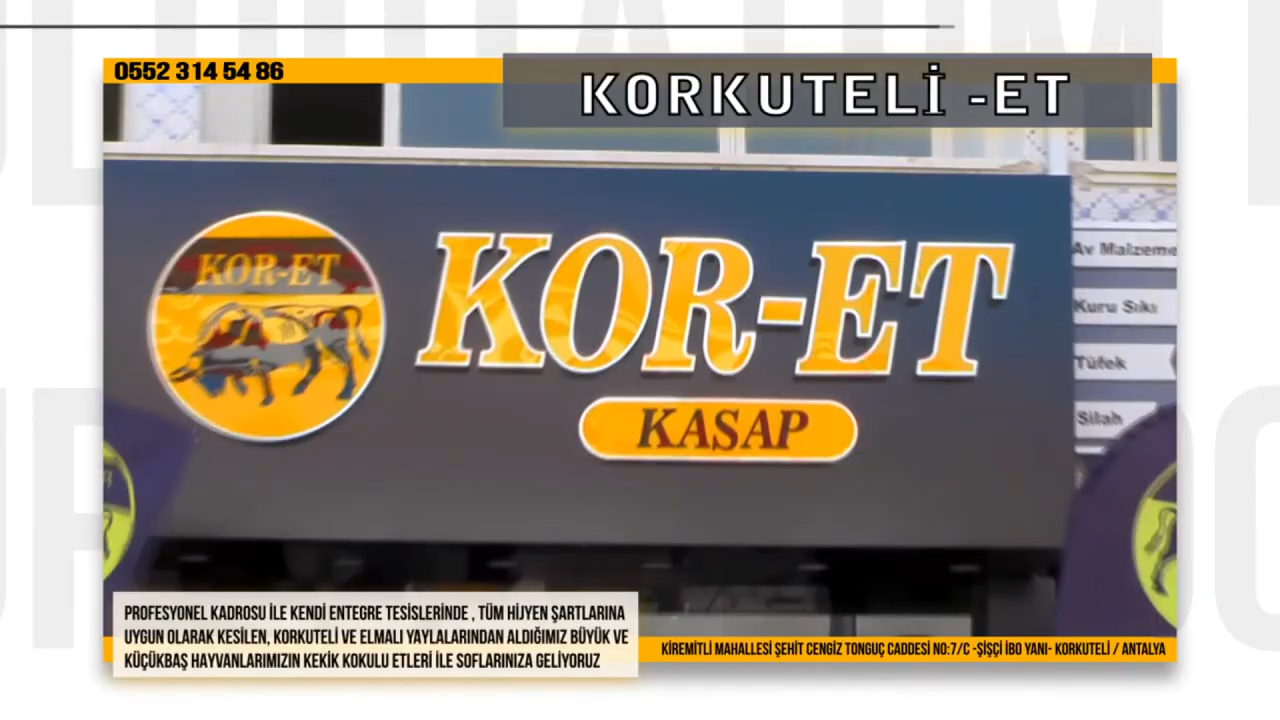 0552 314 54 86
KORKUTELİ -ET
KOR-ET
KOR-ET
KASAP
Av Malzeme
Kuru Sıkı
Tüfek
Silah
PROFESYONEL KADROSU İLE KENDİ ENTEGRE TESİSLERİNDE , TÜM HİJYEN ŞARTLARINA
UYGUN OLARAK KESİLEN, KORKUTELİ VE ELMALI YAYLALARINDAN ALDIĞIMIZ BÜYÜK VE
KÜÇÜKBAŞ HAYVANLARIMIZIN KEKİK KOKULU ETLERİ İLE SOFLARINIZA GELİYORUZ
KİREMİTLİ MAHALLESİ ŞEHİT CENGİZ TONGUÇ CADDESİ NO:7/C -ŞİŞÇİ İBO YANI- KORKUTELİ / ANTALYA